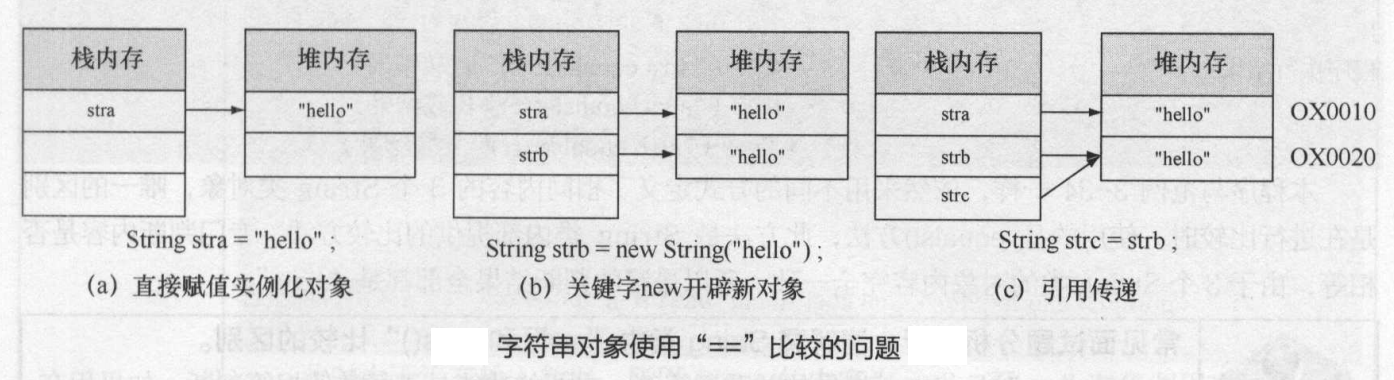 栈内存 堆内存 栈内存 堆内存 栈内存 堆内存
stra "hello" stra "hello" stra "hello" OX0010
strb "hello" strb "hello" OX0020
strc
String stra = "hello" ; String strb = new String("hello") ; String strc = strb ;
(a) 直接赋值实例化对象 (b) 关键字new开辟新对象 (c) 引用传递
字符串对象使用“==”比较的问题